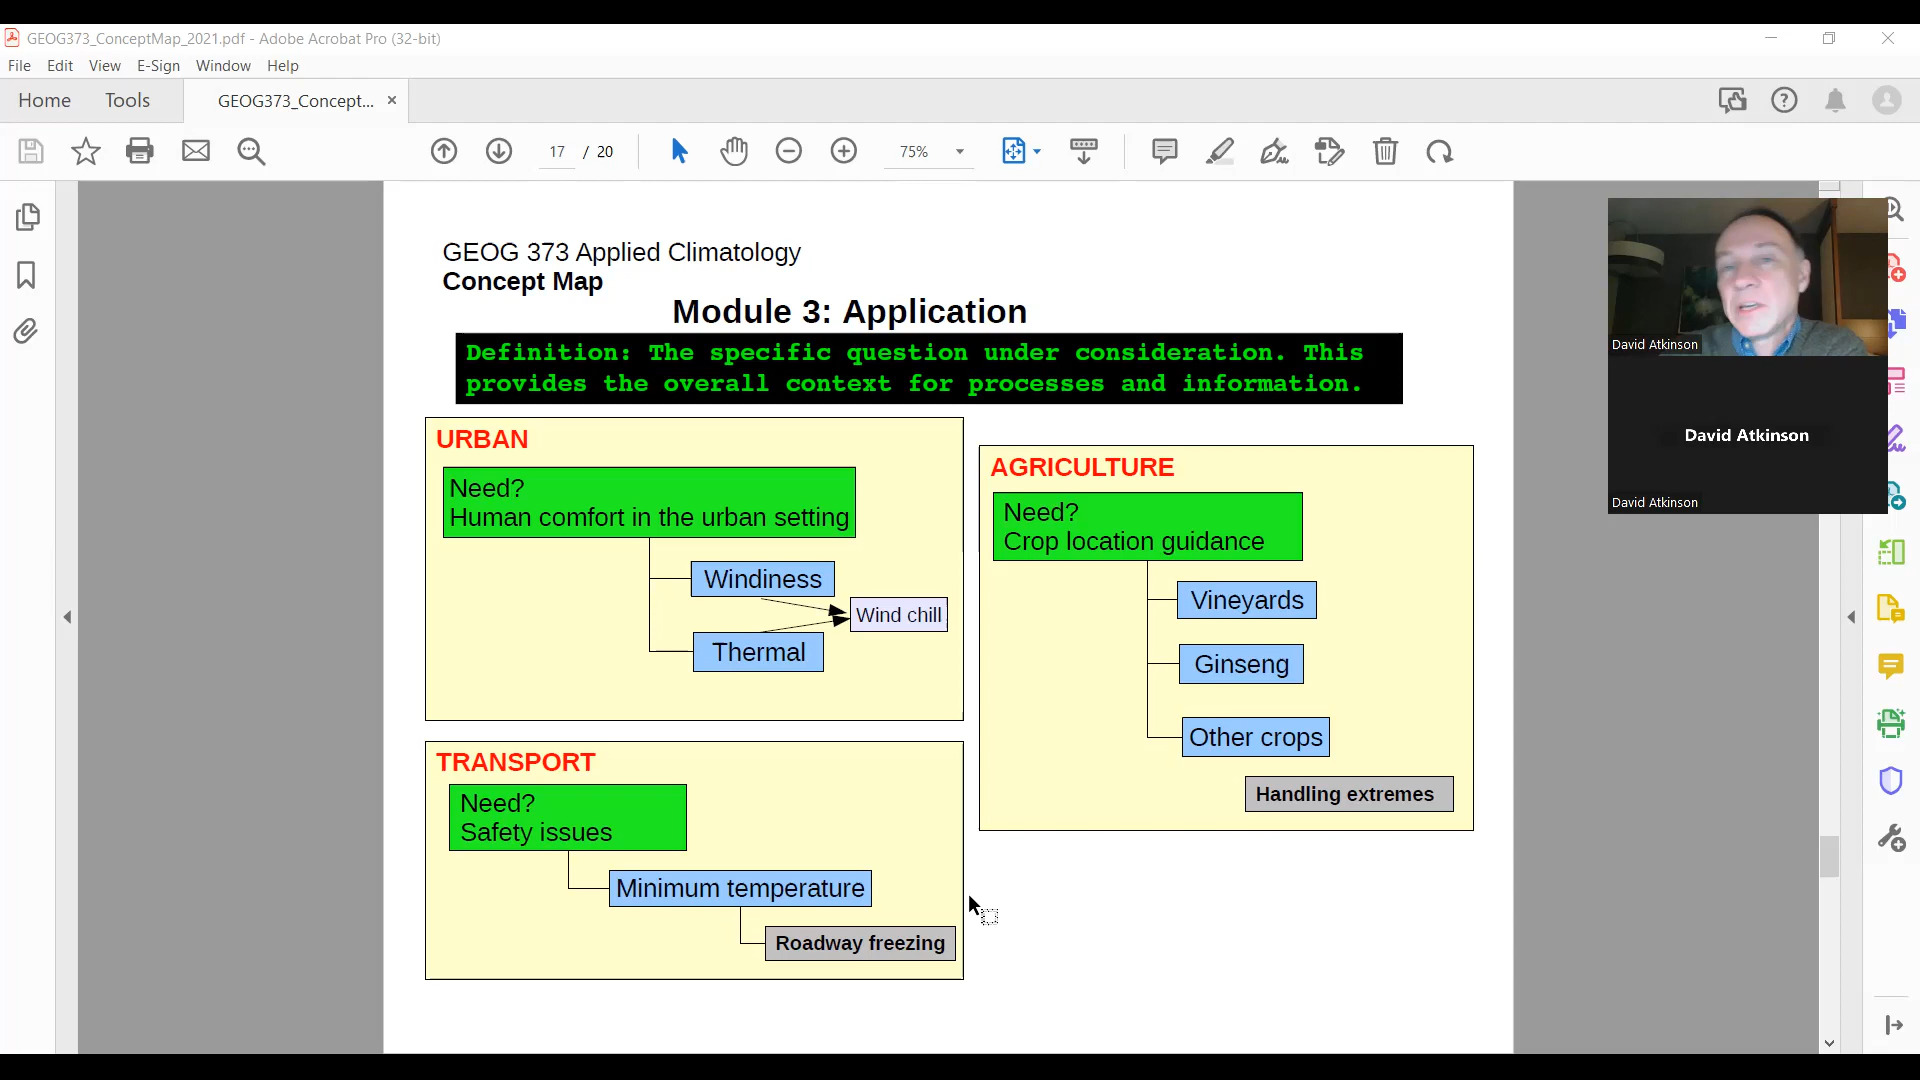 GEOG373_ConceptMap_2021.pdf - Adobe Acrobat Pro (32-bit)
File Edit View E-Sign Window Help
Home Tools GEOG373_Concept... ×
17 / 20 75%
GEOG 373 Applied Climatology
Concept Map
Module 3: Application
Definition: The specific question under consideration. This
provides the overall context for processes and information.
URBAN
Need?
Human comfort in the urban setting
Windiness
Wind chill
Thermal
TRANSPORT
Need?
Safety issues
Minimum temperature
Roadway freezing
AGRICULTURE
Need?
Crop location guidance
Vineyards
Ginseng
Other crops
Handling extremes
David Atkinson
David Atkinson
David Atkinson